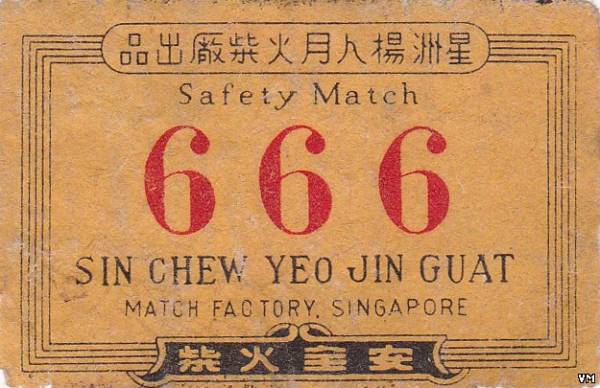 星洲楊人月火柴廠出品
Safety Match
666
SIN CHEW YEO JIN GUAT
MATCH FACTORY, SINGAPORE
安全火柴
VM